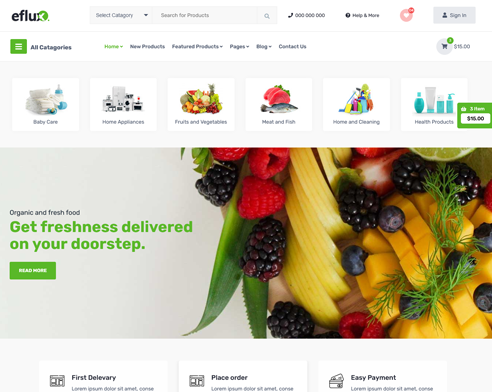 eflux
Select Catagory
Search for Products
000 000 000
Help & More
Sign in
All Catagories
Home
New Products
Featured Products
Pages
Blog
Contact Us
$15.00
Baby Care
Home Appliances
Fruits and Vegetables
Meat and Fish
Home and Cleaning
Health Products
3 Item
$15.00
Organic and fresh food
Get freshness delivered
on your doorstep.
READ MORE
First Delevary
Lorem ipsum dolor sit amet, conse
Place order
Lorem ipsum dolor sit amet, conse
Easy Payment
Lorem ipsum dolor sit amet, conse